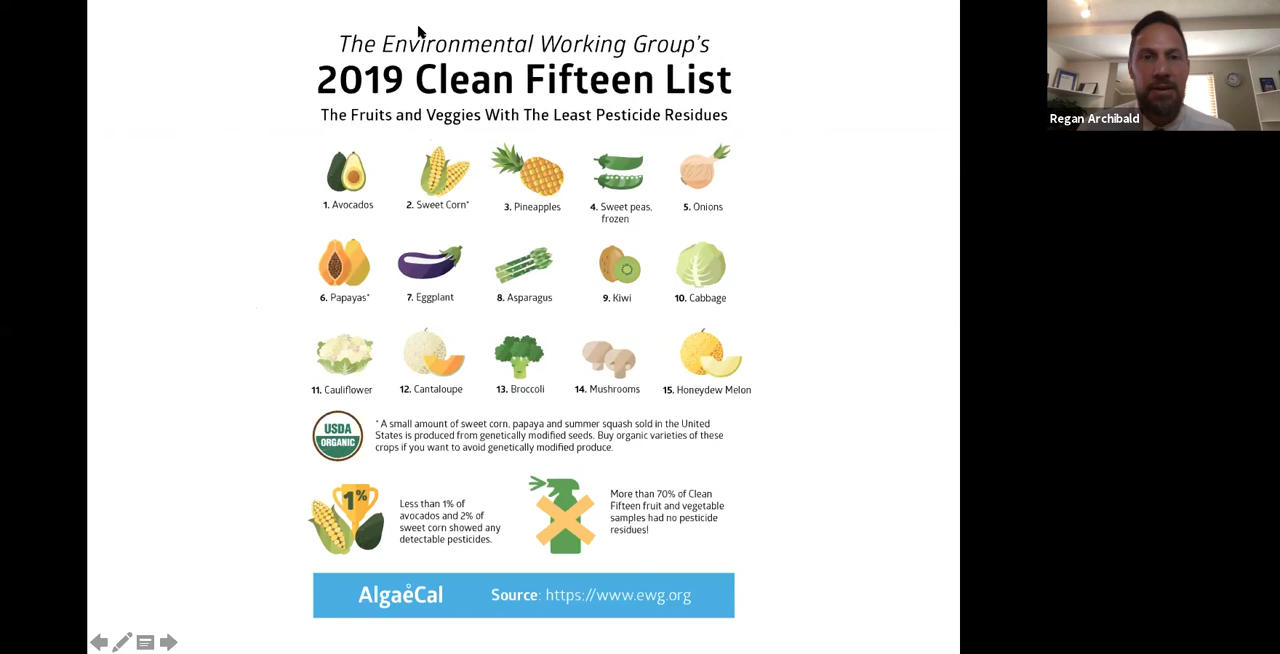 The Environmental Working Group's
2019 Clean Fifteen List
The Fruits and Veggies With The Least Pesticide Residues
Regan Archibald
1. Avocados
2. Sweet Corn*
3. Pineapples
4. Sweet peas,
frozen
5. Onions
6. Papayas*
7. Eggplant
8. Asparagus
9. Kiwi
10. Cabbage
11. Cauliflower
12. Cantaloupe
13. Broccoli
14. Mushrooms
15. Honeydew Melon
USDA
ORGANIC
* A small amount of sweet corn, papaya and summer squash sold in the United
States is produced from genetically modified seeds. Buy organic varieties of these
crops if you want to avoid genetically modified produce.
1%
Less than 1% of
avocados and 2% of
sweet corn showed any
detectable pesticides.
More than 70% of Clean
Fifteen fruit and vegetable
samples had no pesticide
residues!
AlgaeCal
Source: https://www.ewg.org